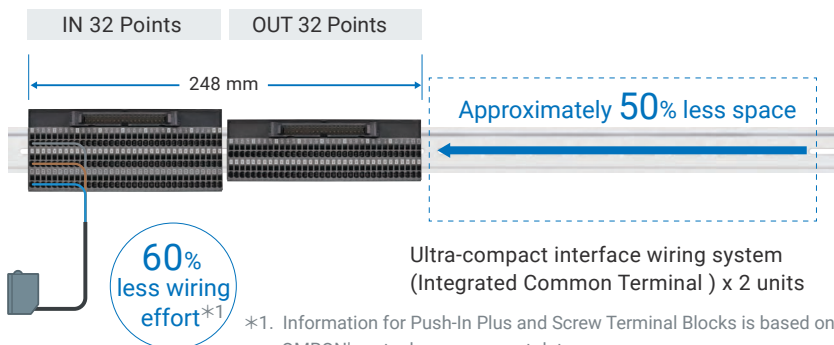 IN 32 Points
OUT 32 Points
248 mm
Approximately 50% less space
60%
less wiring
effort*1
Ultra-compact interface wiring system
(Integrated Common Terminal ) x 2 units
*1. Information for Push-In Plus and Screw Terminal Blocks is based on